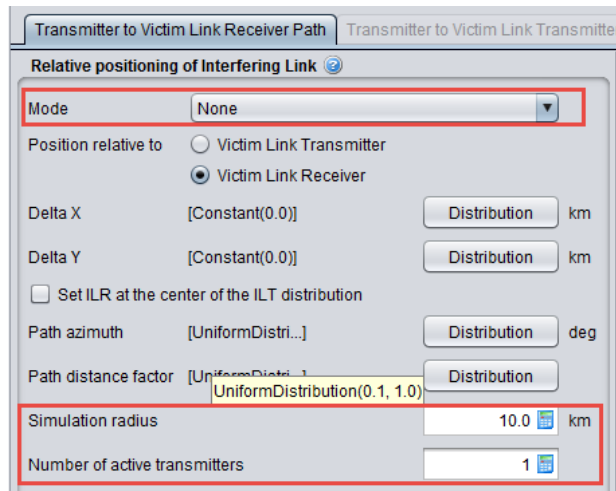 Transmitter to Victim Link Receiver Path Transmitter to Victim Link Transmitte
Relative positioning of Interfering Link
Mode None
Position relative to Victim Link Transmitter
Victim Link Receiver
Delta X [Constant(0.0)] Distribution km
Delta Y [Constant(0.0)] Distribution km
Set ILR at the center of the ILT distribution
Path azimuth [UniformDistri...] Distribution deg
Path distance factor Distribution
UniformDistribution(0.1, 1.0)
Simulation radius 10.0 km
Number of active transmitters 1